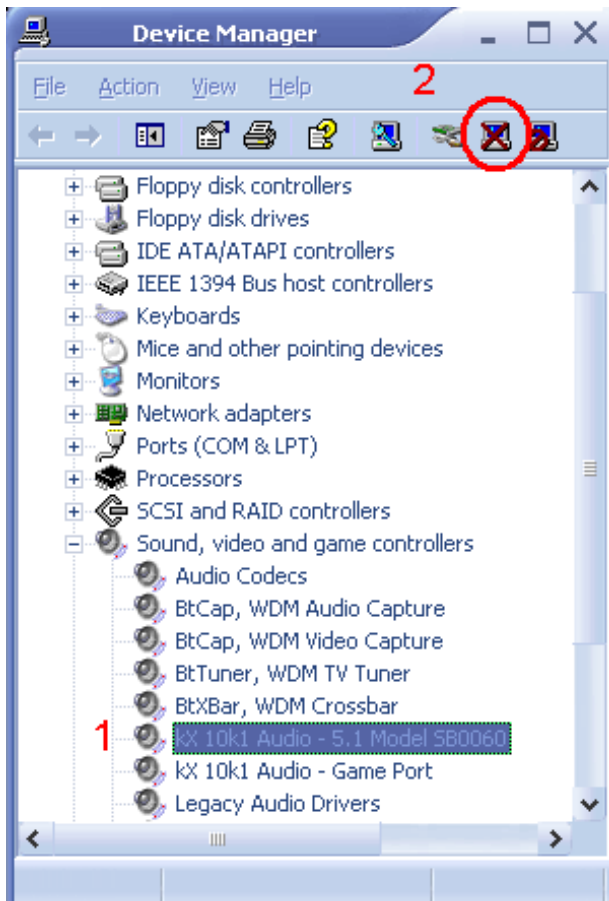 Device Manager
File Action View Help
2
Floppy disk controllers
Floppy disk drives
IDE ATA/ATAPI controllers
IEEE 1394 Bus host controllers
Keyboards
Mice and other pointing devices
Monitors
Network adapters
Ports (COM & LPT)
Processors
SCSI and RAID controllers
Sound, video and game controllers
Audio Codecs
BtCap, WDM Audio Capture
BtCap, WDM Video Capture
BtTuner, WDM TV Tuner
BtXBar, WDM Crossbar
1 kX 10k1 Audio - 5.1 Model SB0060
kX 10k1 Audio - Game Port
Legacy Audio Drivers